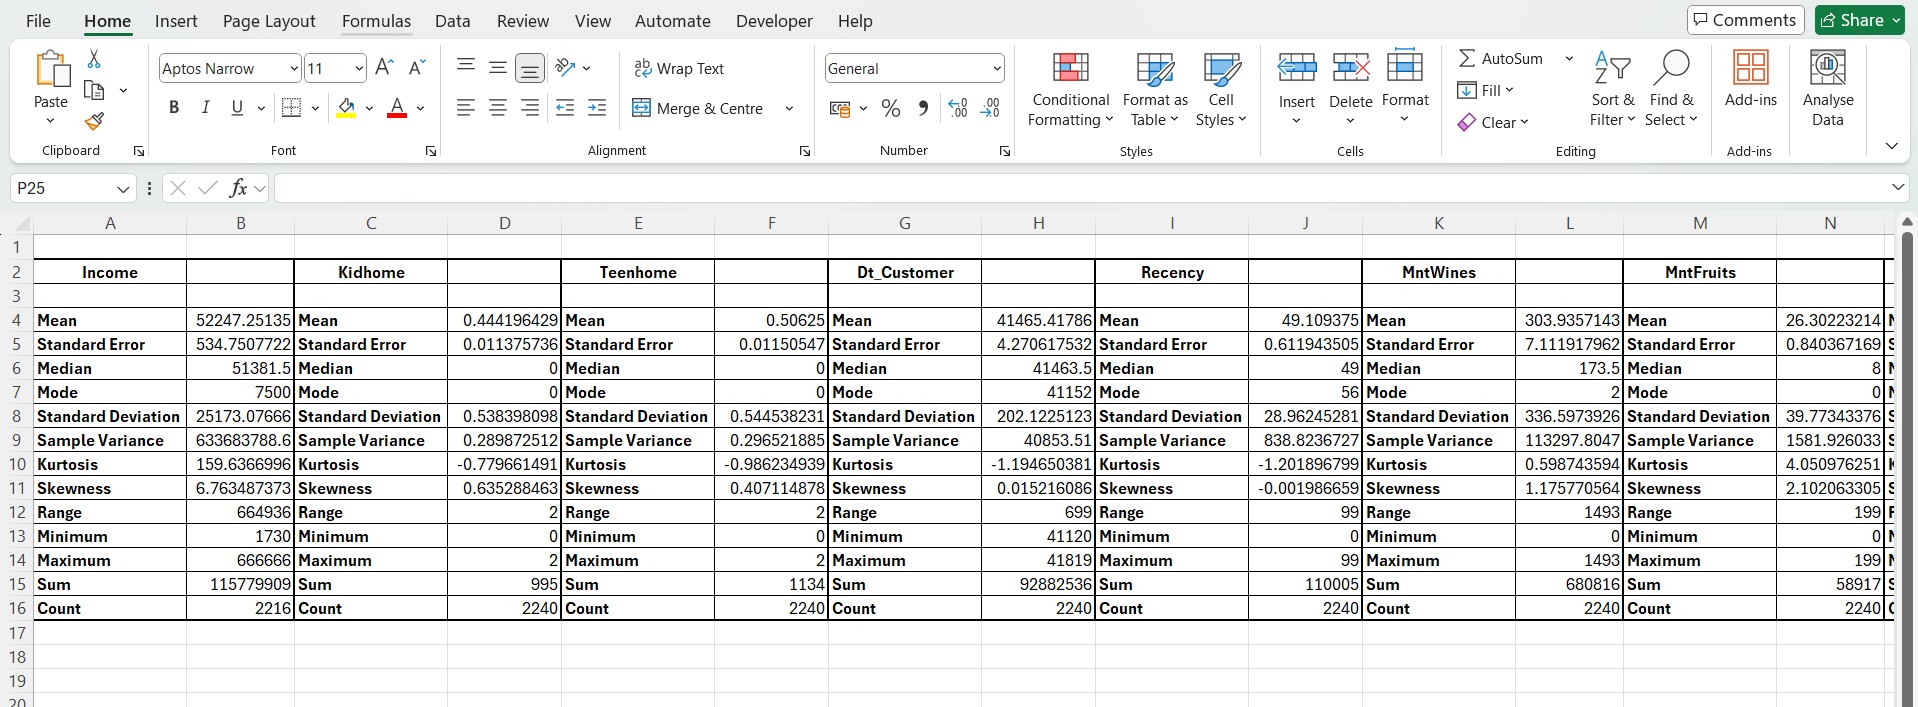 File Home Insert Page Layout Formulas Data Review View Automate Developer Help Comments Share
Paste Aptos Narrow 11 A A Wrap Text General Conditional Formatting Format as Table Cell Styles Insert Delete Format AutoSum Fill Clear Sort & Filter Find & Select Add-ins Analyse Data
B I U A Merge & Centre % , .00 .00
Clipboard Font Alignment Number Styles Cells Editing Add-ins
P25 fx
A B C D E F G H I J K L M N
1
2 Income Kidhome Teenhome Dt_Customer Recency MntWines MntFruits
3
4 Mean 52247.25135 Mean 0.444196429 Mean 0.50625 Mean 41465.41786 Mean 49.109375 Mean 303.9357143 Mean 26.30223214
5 Standard Error 534.7507722 Standard Error 0.011375736 Standard Error 0.01150547 Standard Error 4.270617532 Standard Error 0.611943505 Standard Error 7.111917962 Standard Error 0.840367169
6 Median 51381.5 Median 0 Median 0 Median 41463.5 Median 49 Median 173.5 Median 8
7 Mode 7500 Mode 0 Mode 0 Mode 41152 Mode 56 Mode 2 Mode 0
8 Standard Deviation 25173.07666 Standard Deviation 0.538398098 Standard Deviation 0.544538231 Standard Deviation 202.1225123 Standard Deviation 28.96245281 Standard Deviation 336.5973926 Standard Deviation 39.77343376
9 Sample Variance 633683788.6 Sample Variance 0.289872512 Sample Variance 0.296521885 Sample Variance 40853.51 Sample Variance 838.8236727 Sample Variance 113297.8047 Sample Variance 1581.926033
10 Kurtosis 159.6366996 Kurtosis -0.779661491 Kurtosis -0.986234939 Kurtosis -1.194650381 Kurtosis -1.201896799 Kurtosis 0.598743594 Kurtosis 4.050976251
11 Skewness 6.763487373 Skewness 0.635288463 Skewness 0.407114878 Skewness 0.015216086 Skewness -0.001986659 Skewness 1.175770564 Skewness 2.102063305
12 Range 664936 Range 2 Range 2 Range 699 Range 99 Range 1493 Range 199
13 Minimum 1730 Minimum 0 Minimum 0 Minimum 41120 Minimum 0 Minimum 0 Minimum 0
14 Maximum 666666 Maximum 2 Maximum 2 Maximum 41819 Maximum 99 Maximum 1493 Maximum 199
15 Sum 115779909 Sum 995 Sum 1134 Sum 92882536 Sum 110005 Sum 680816 Sum 58917
16 Count 2216 Count 2240 Count 2240 Count 2240 Count 2240 Count 2240 Count 2240
17
18
19
20